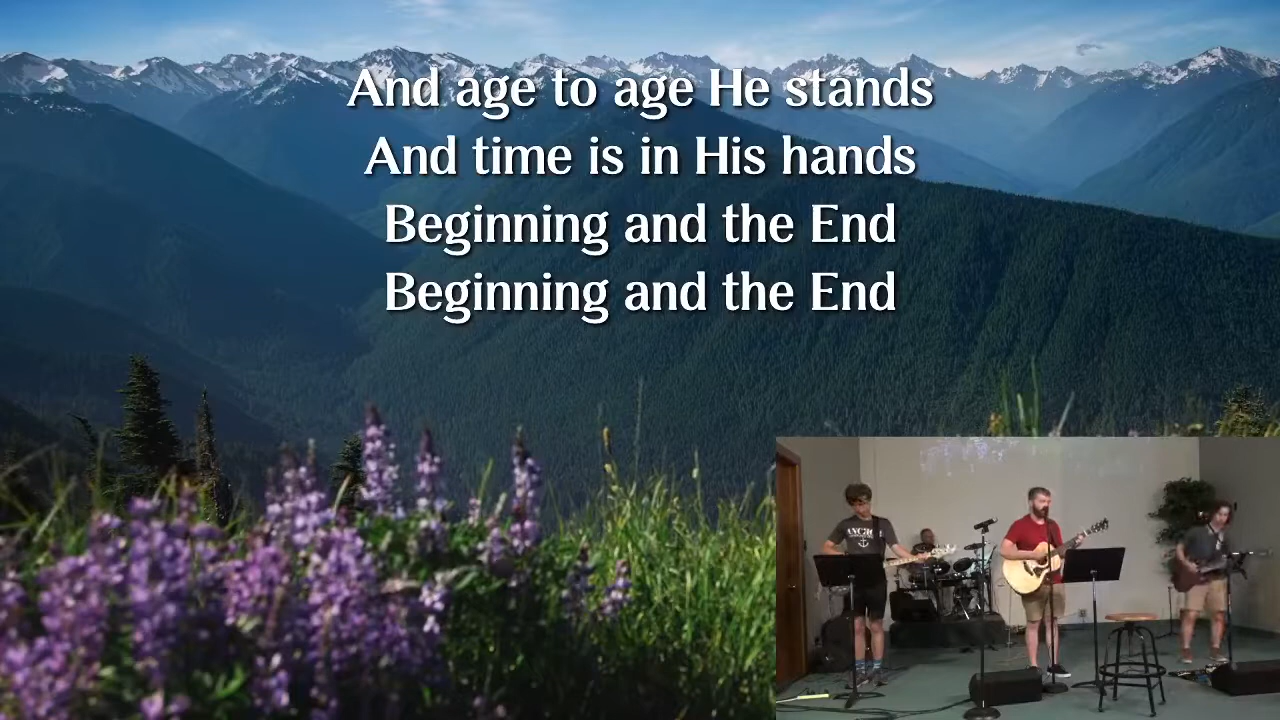 And age to age He stands
And time is in His hands
Beginning and the End
Beginning and the End